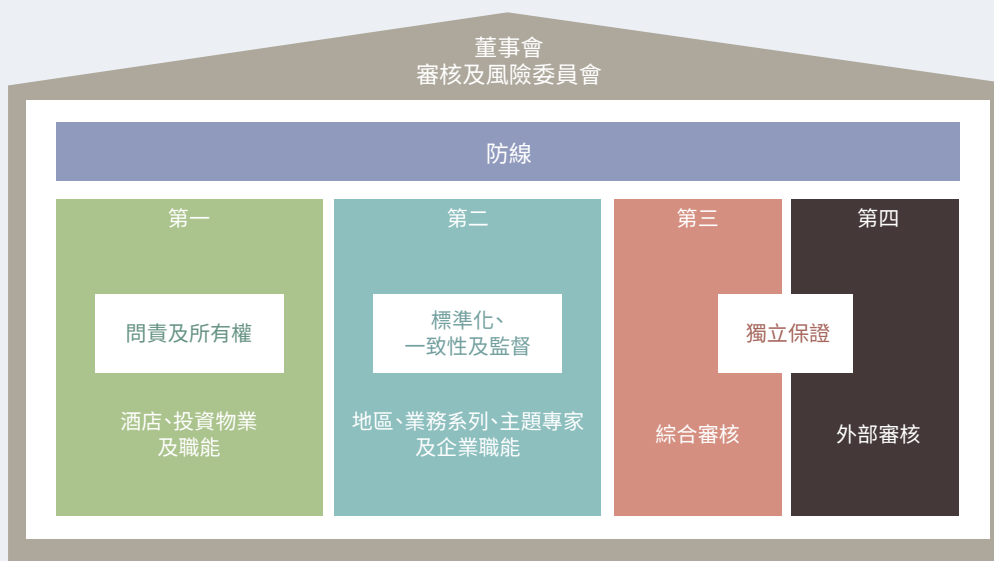 董事會
審核及風險委員會
防線
第一
問責及所有權
酒店、投資物業
及職能
第二
標準化、
一致性及監督
地區、業務系列、主題專家
及企業職能
第三
第四
獨立保證
綜合審核
外部審核